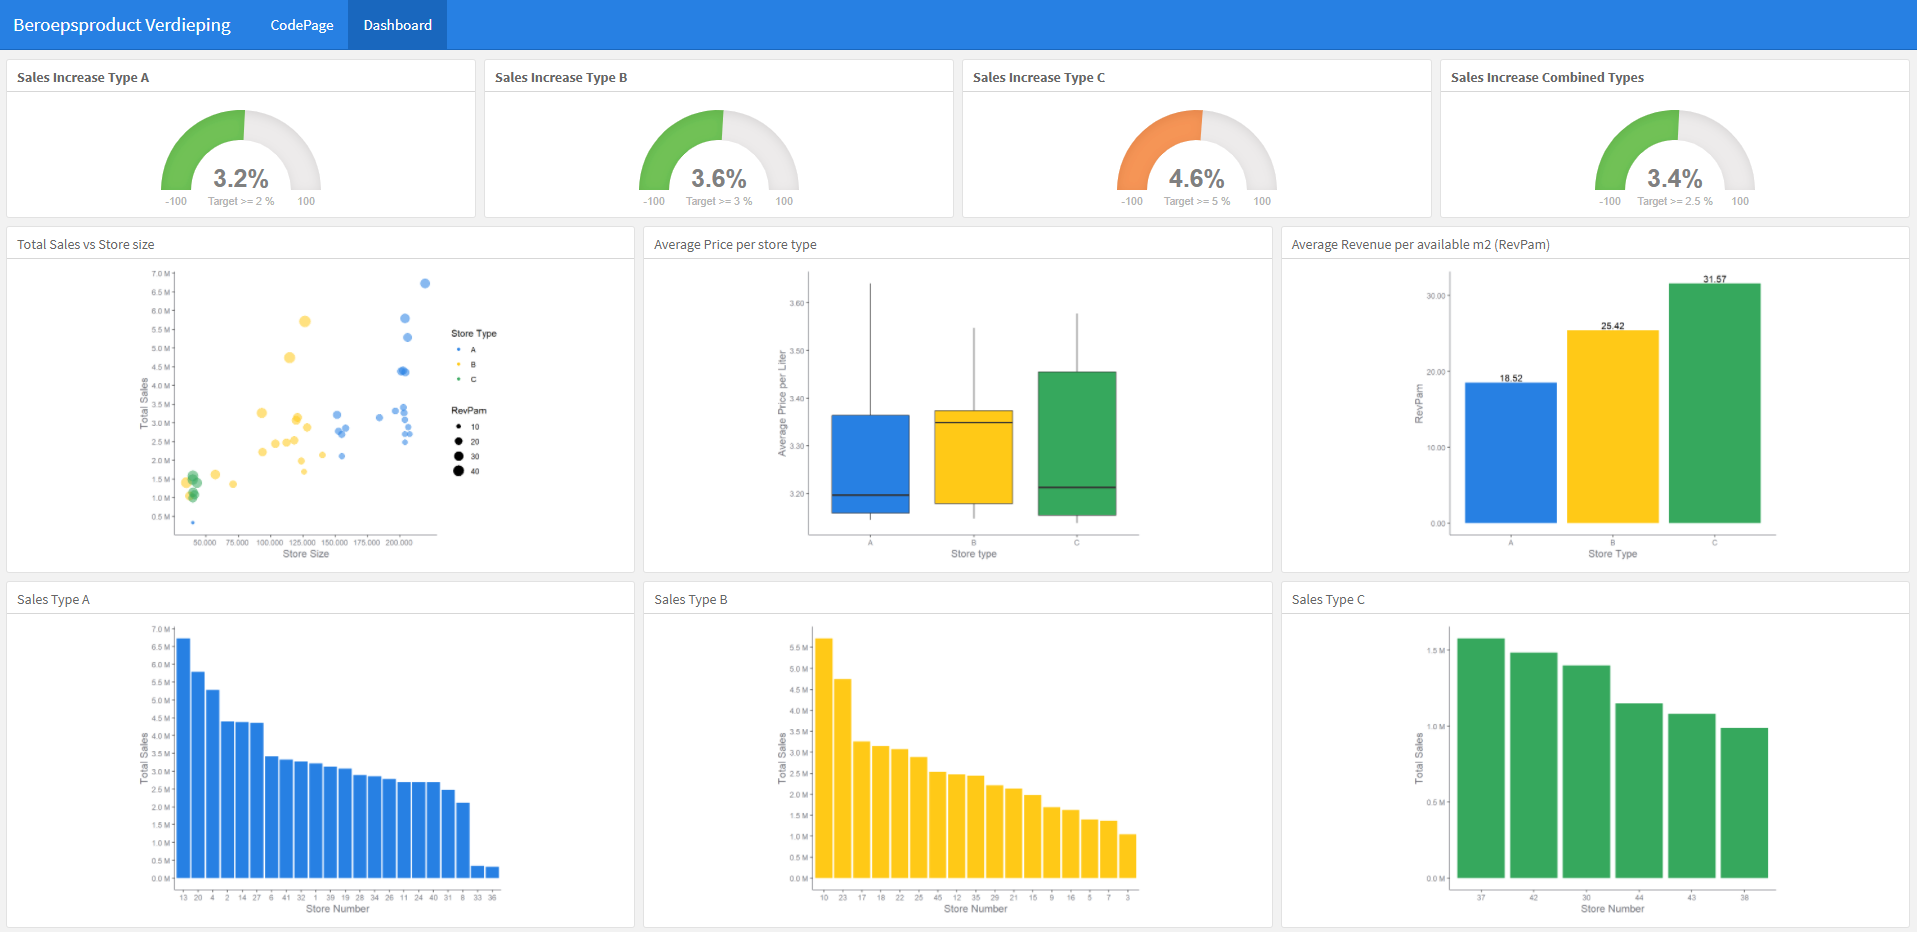 Beroepsproduct Verdieping CodePage Dashboard
Sales Increase Type A
3.2%
-100 Target >= 2 % 100
Sales Increase Type B
3.6%
-100 Target >= 3 % 100
Sales Increase Type C
4.6%
-100 Target >= 5 % 100
Sales Increase Combined Types
3.4%
-100 Target >= 2.5 % 100
Total Sales vs Store size
7.0 M
6.5 M
6.0 M
5.5 M
5.0 M
4.5 M
4.0 M
3.5 M
3.0 M
2.5 M
2.0 M
1.5 M
1.0 M
0.5 M
Total Sales
50.000 75.000 100.000 125.000 150.000 175.000 200.000
Store Size
Store Type
A
B
C
RevPam
10
20
30
40
Average Price per store type
3.60
3.50
3.40
3.30
3.20
Average Price per Liter
A B C
Store type
Average Revenue per available m2 (RevPam)
30.00
20.00
10.00
0.00
RevPam
18.52
25.42
31.57
A B C
Store Type
Sales Type A
7.0 M
6.5 M
6.0 M
5.5 M
5.0 M
4.5 M
4.0 M
3.5 M
3.0 M
2.5 M
2.0 M
1.5 M
1.0 M
0.5 M
0.0 M
Total Sales
13 20 4 2 14 27 6 41 32 1 39 19 28 34 26 11 24 40 31 8 33 36
Store Number
Sales Type B
5.5 M
5.0 M
4.5 M
4.0 M
3.5 M
3.0 M
2.5 M
2.0 M
1.5 M
1.0 M
0.5 M
0.0 M
Total Sales
10 23 17 18 22 25 45 12 35 29 21 15 9 16 5 7 3
Store Number
Sales Type C
1.5 M
1.0 M
0.5 M
0.0 M
Total Sales
37 42 30 44 43 38
Store Number